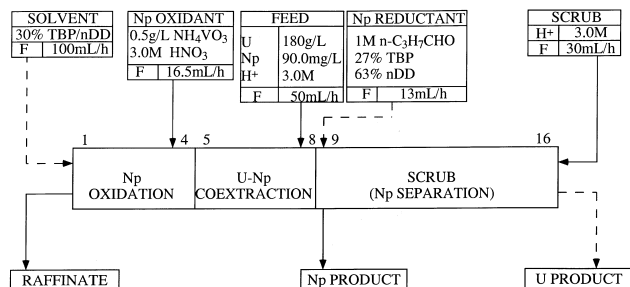 SOLVENT
30% TBP/nDD
F 100mL/h
Np OXIDANT
0.5g/L NH4VO3
3.0M HNO3
F 16.5mL/h
FEED
U 180g/L
Np 90.0mg/L
H+ 3.0M
F 50mL/h
Np REDUCTANT
1M n-C3H7CHO
27% TBP
63% nDD
F 13mL/h
SCRUB
H+ 3.0M
F 30mL/h
1 4 5 8 9 16
Np
OXIDATION
U-Np
COEXTRACTION
SCRUB
(Np SEPARATION)
RAFFINATE
Np PRODUCT
U PRODUCT